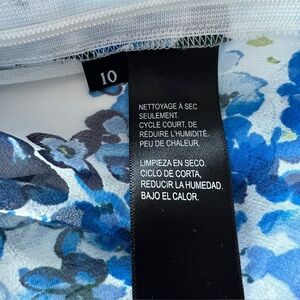 10
NETTOYAGE À SEC
SEULEMENT.
CYCLE COURT, DE
RÉDUIRE L'HUMIDITÉ.
PEU DE CHALEUR.
LIMPIEZA EN SECO.
CICLO DE CORTA,
REDUCIR LA HUMEDAD.
BAJO EL CALOR.